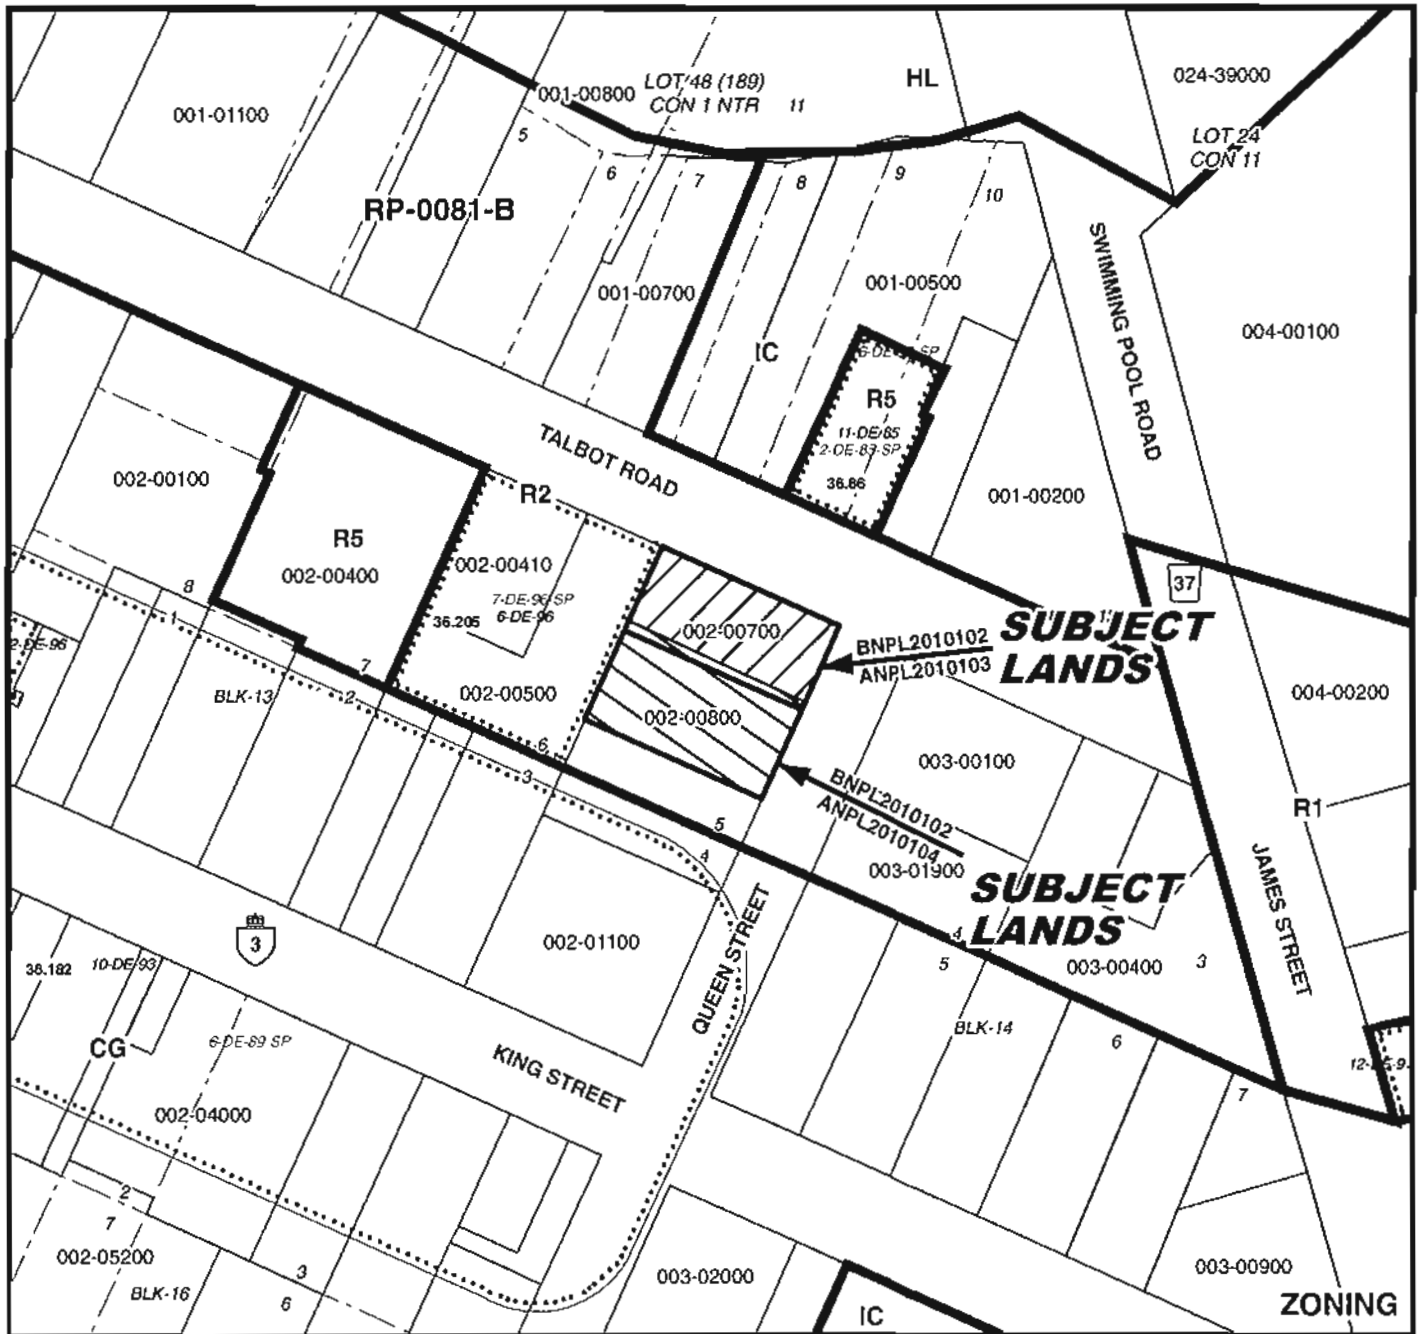 HL
024-39000
001-00800
LOT 48 (189)
CON 1 NTR
11
001-01100
5
LOT 24
CON 11
6
7
8
9
10
RP-0081-B
SWIMMING POOL ROAD
001-00700
001-00500
004-00100
IC
R5
11-DE-85
2-DE-83-SP
36.86
TALBOT ROAD
002-00100
R2
001-00200
R5
002-00400
002-00410
7-DE-96 SP
6-DE-96
36.205
37
8
1
002-00700
BNPL2010102
ANPL2010103
SUBJECT
LANDS
2-DE-96
7
2
BLK-13
002-00500
6
3
002-00800
004-00200
003-00100
BNPL2010102
ANPL2010104
R1
5
4
003-01900
SUBJECT
LANDS
JAMES STREET
3
002-01100
QUEEN STREET
4
5
003-00400
3
36.182
10-DE-93
BLK-14
6
CG
6-DE-89 SP
KING STREET
7
002-04000
2
7
002-05200
BLK-16
3
6
003-02000
003-00900
IC
ZONING